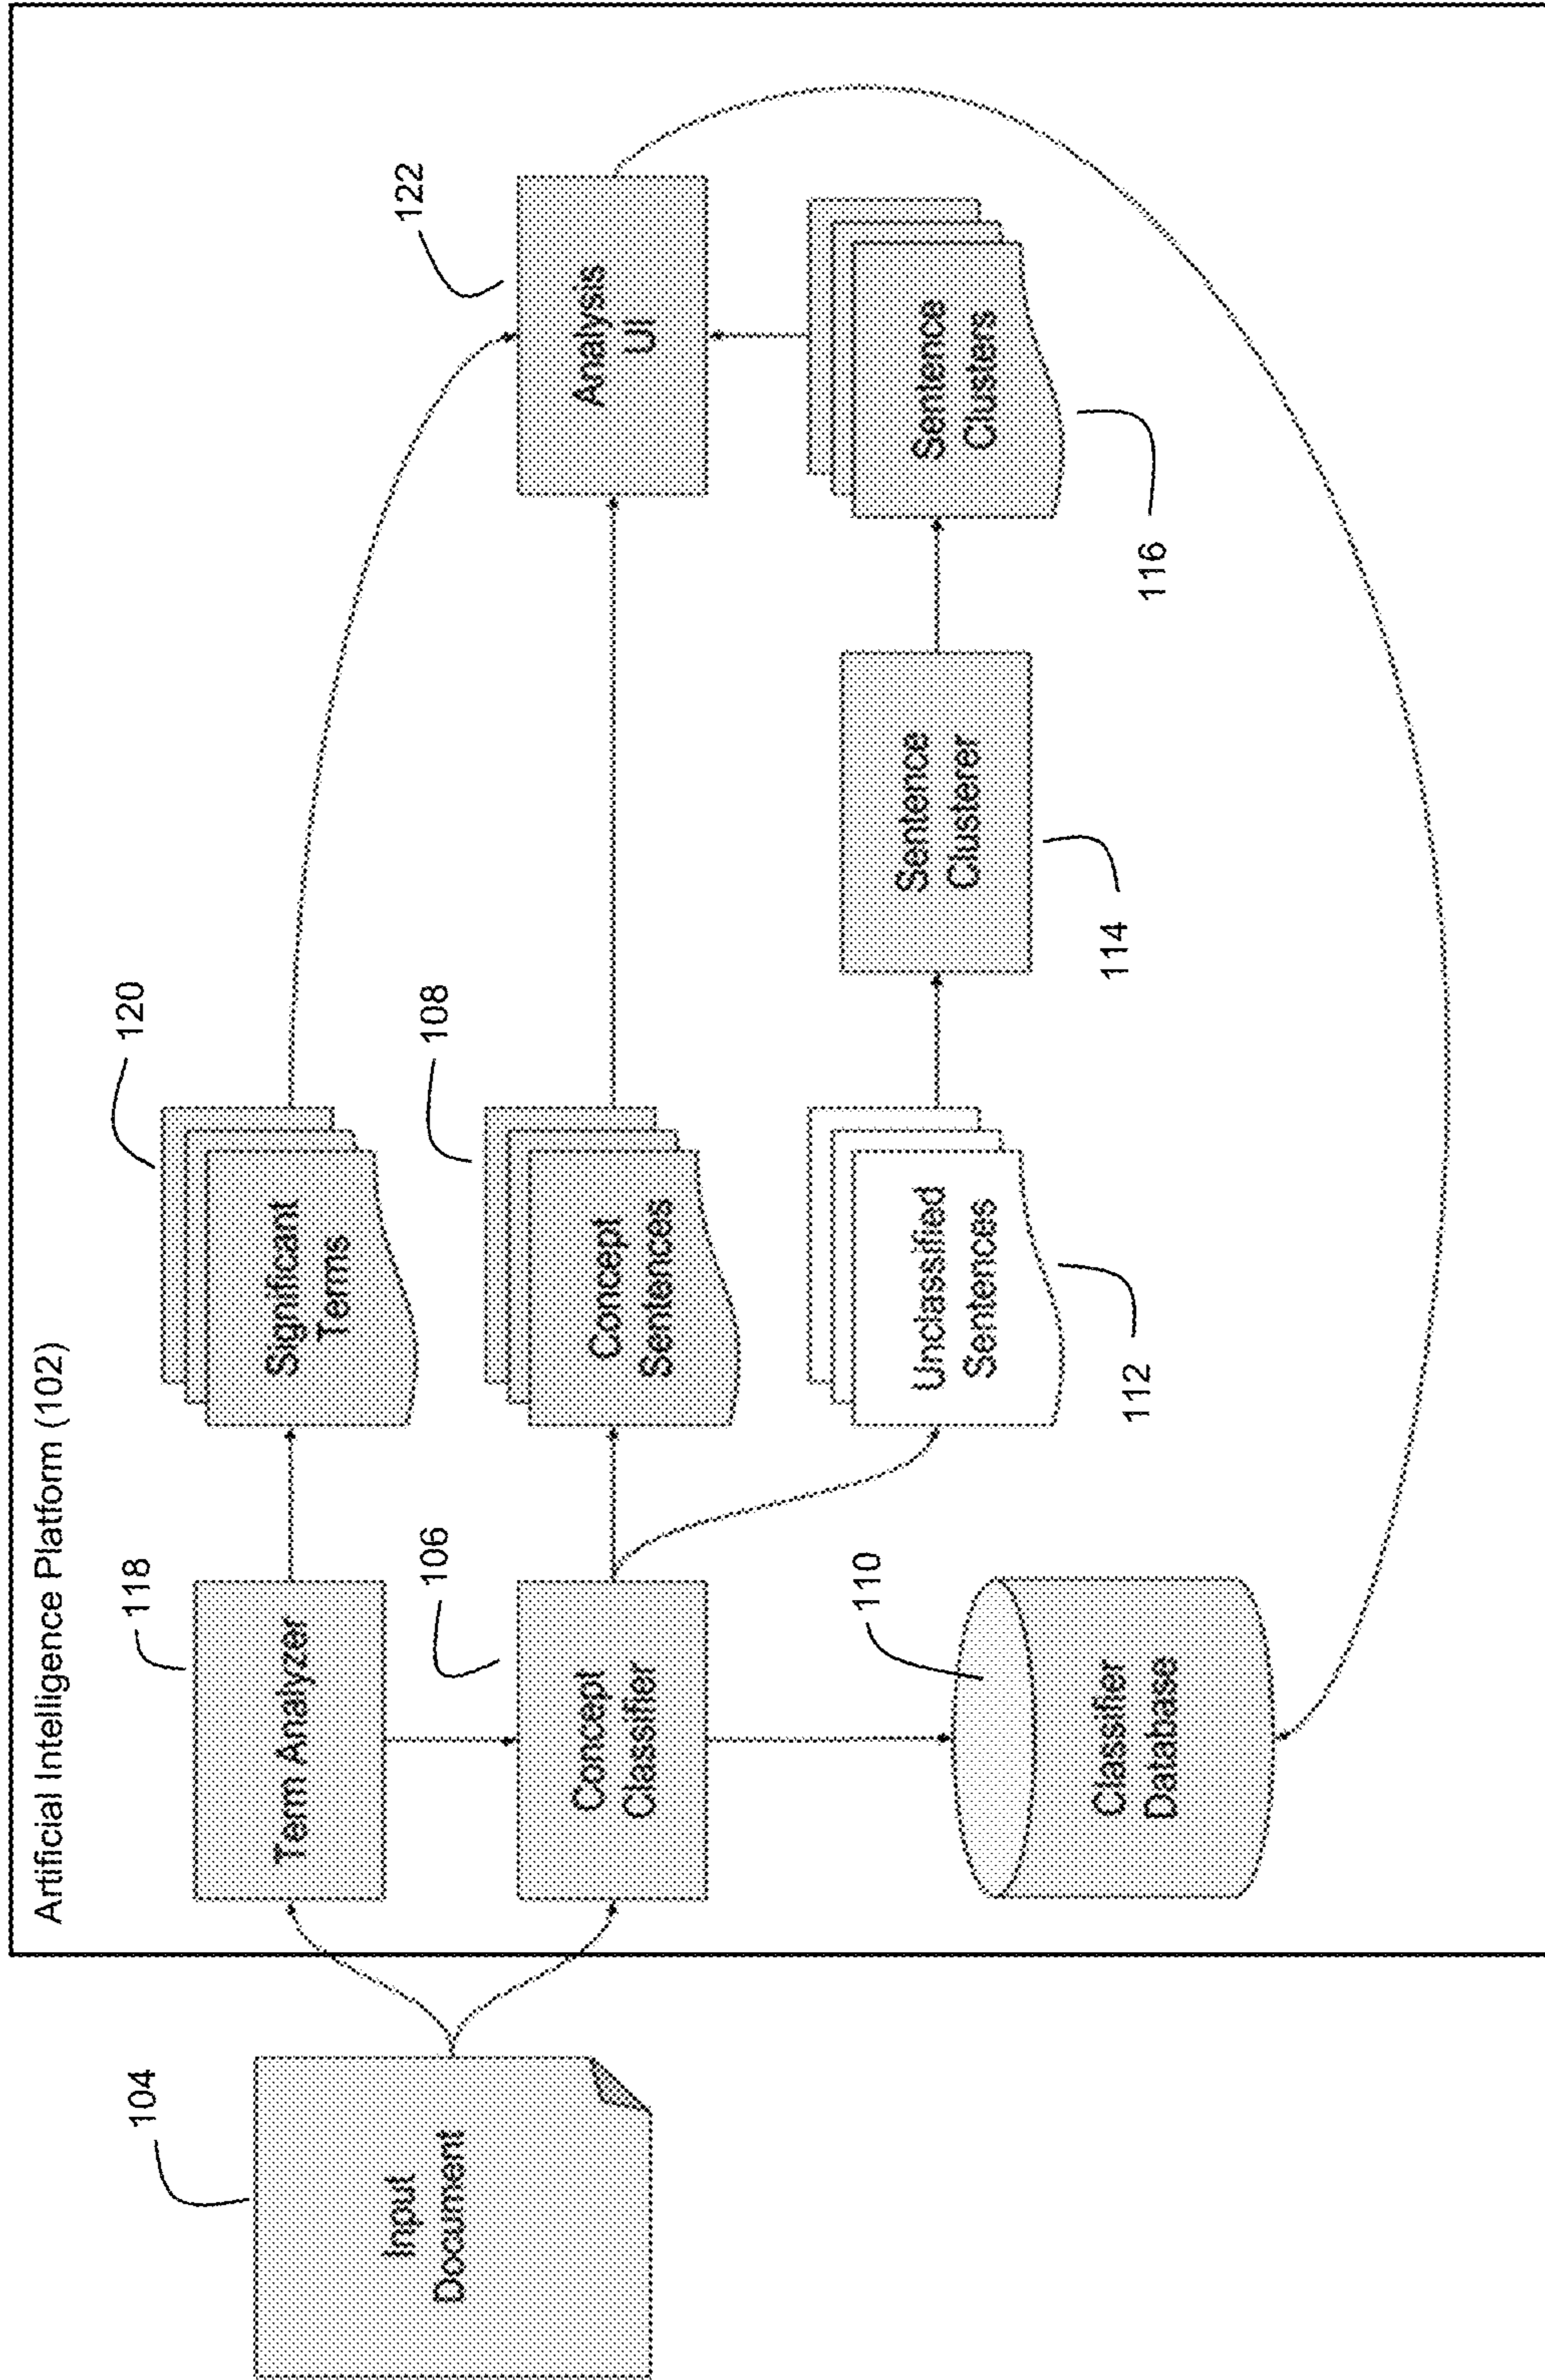 Artificial Intelligence Platform (102)
104
Input
Document
118
Term Analyzer
120
Significant
Terms
106
Concept
Classifier
108
Concept
Sentences
122
Analysis
UI
110
Classifier
Database
Unclassified
Sentences
112
Sentence
Clusterer
114
Sentence
Clusters
116